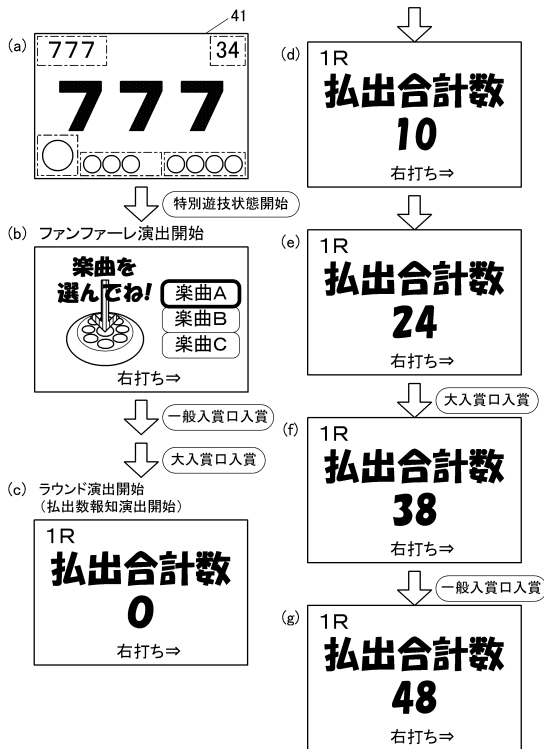 41
(a)
777
34
777
特別遊技状態開始
(b) ファンファーレ演出開始
楽曲を
選んでね!
楽曲A
楽曲B
楽曲C
右打ち⇒
一般入賞口入賞
大入賞口入賞
(c) ラウンド演出開始
(払出数報知演出開始)
1R
払出合計数
0
右打ち⇒
(d)
1R
払出合計数
10
右打ち⇒
(e)
1R
払出合計数
24
右打ち⇒
大入賞口入賞
(f)
1R
払出合計数
38
右打ち⇒
一般入賞口入賞
(g)
1R
払出合計数
48
右打ち⇒